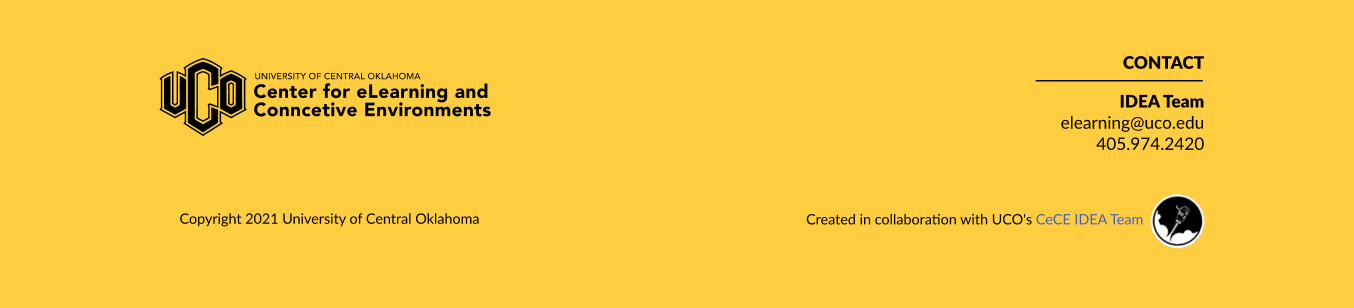 UCO
UNIVERSITY OF CENTRAL OKLAHOMA
Center for eLearning and
Conncetive Environments
CONTACT
IDEA Team
elearning@uco.edu
405.974.2420
Copyright 2021 University of Central Oklahoma
Created in collaboration with UCO's CeCE IDEA Team